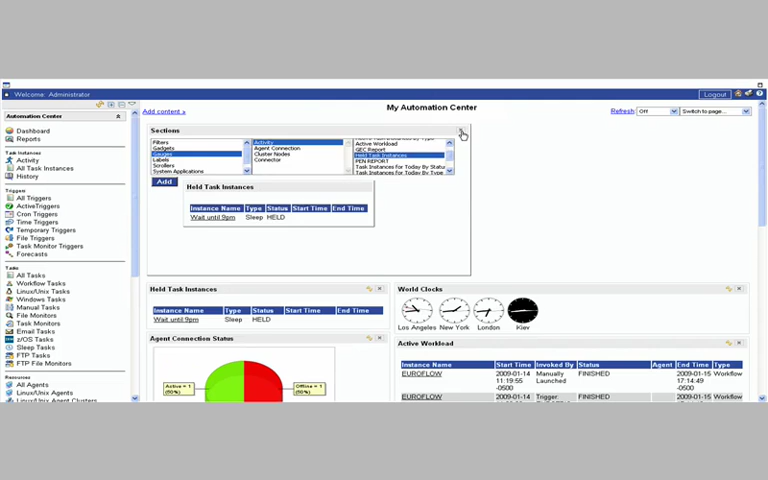 Welcome: Administrator
Logout
Automation Center
Dashboard
Reports
Task Instances
Activity
All Task Instances
History
Triggers
All Triggers
ActiveTriggers
Cron Triggers
Time Triggers
Temporary Triggers
File Triggers
Task Monitor Triggers
Forecasts
Tasks
All Tasks
Workflow Tasks
Linux/Unix Tasks
Windows Tasks
Manual Tasks
File Monitors
Task Monitors
Email Tasks
z/OS Tasks
Sleep Tasks
FTP Tasks
FTP File Monitors
Resources
All Agents
Linux/Unix Agents
Linux/Unix Agent Clusters
Add content »
My Automation Center
Refresh: Off
Switch to page...
Sections
Filters
Gadgets
Gauges
Labels
Scrollers
System Applications
Activity
Agent Connection
Cluster Nodes
Connector
Active Workload
GEC Report
Held Task Instances
PEN REPORT
Task Instances for Today By Statu
Task Instances for Today By Type
Add
Held Task Instances
Instance Name Type Status Start Time End Time
Wait until 9pm Sleep HELD
Held Task Instances
Instance Name Type Status Start Time End Time
Wait until 9pm Sleep HELD
World Clocks
Los Angeles New York London Kiev
Agent Connection Status
Active = 1
(50%)
Offline = 1
(50%)
Active Workload
Instance Name Start Time Invoked By Status Agent End Time Type
EUROFLOW 2009-01-14 Manually FINISHED 2009-01-15 Workflow
11:19:55 Launched 17:14:49
-0500 -0500
EUROFLOW 2009-01-14 Trigger: FINISHED 2009-01-15 Workflow